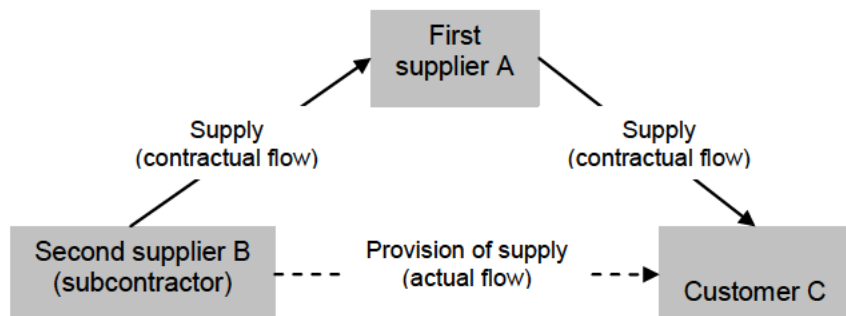 First
supplier A
Supply
(contractual flow)
Supply
(contractual flow)
Second supplier B
(subcontractor)
Provision of supply
(actual flow)
Customer C